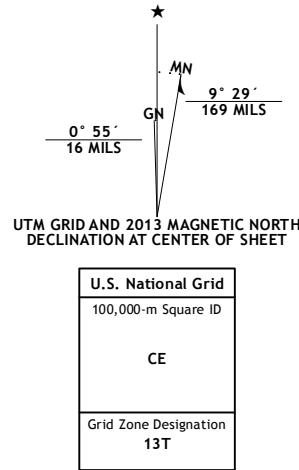 ★
MN
GN
9° 29´
169 MILS
0° 55´
16 MILS
UTM GRID AND 2013 MAGNETIC NORTH
DECLINATION AT CENTER OF SHEET
U.S. National Grid
100,000-m Square ID
CE
Grid Zone Designation
13T